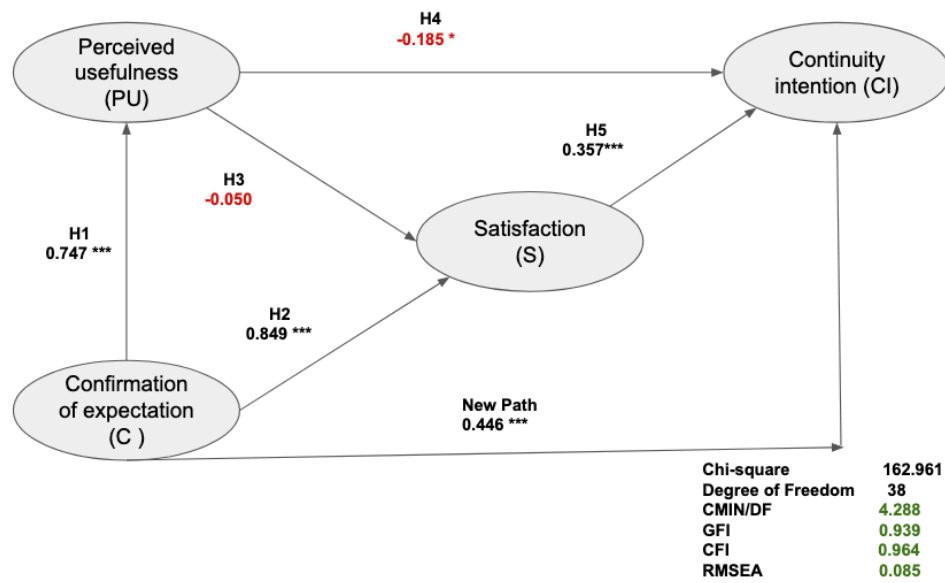 H4
-0.185 *
Perceived
usefulness
(PU)
Continuity
intention (CI)
H5
0.357***
H3
-0.050
Satisfaction
(S)
H1
0.747 ***
H2
0.849 ***
Confirmation
of expectation
(C )
New Path
0.446 ***
Chi-square 162.961
Degree of Freedom 38
CMIN/DF 4.288
GFI 0.939
CFI 0.964
RMSEA 0.085